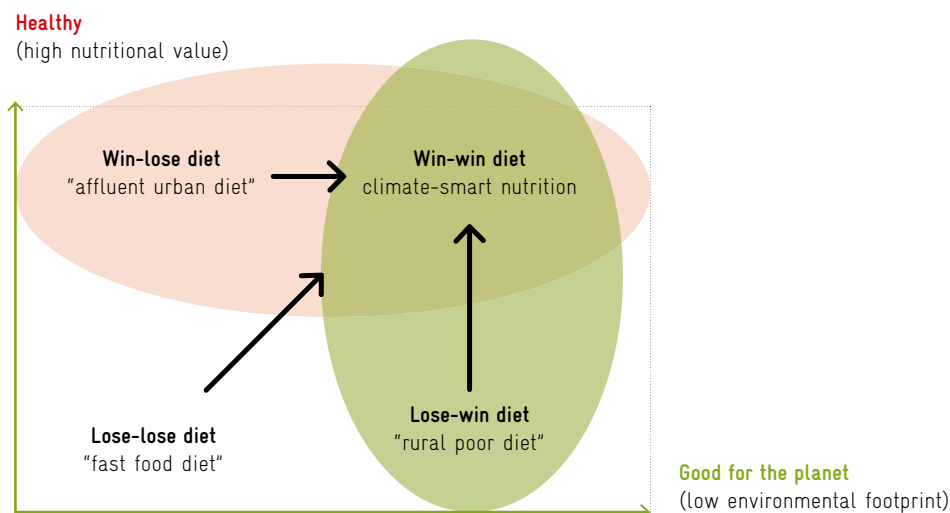 Healthy
(high nutritional value)
Win-lose diet
"affluent urban diet"
Win-win diet
climate-smart nutrition
Lose-lose diet
"fast food diet"
Lose-win diet
"rural poor diet"
Good for the planet
(low environmental footprint)